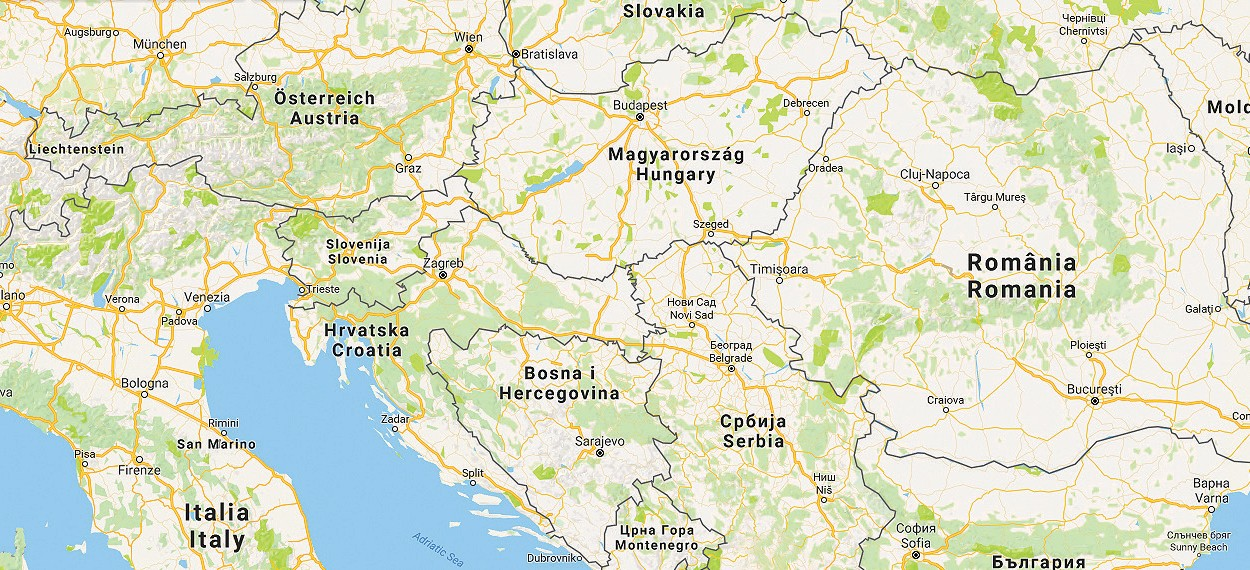 Slovakia
Чернівці
Chernivtsi
Augsburg
München
Wien
Bratislava
Salzburg
Österreich
Austria
Budapest
Debrecen
Liechtenstein
Graz
Magyarország
Hungary
Oradea
Iași
Cluj-Napoca
Târgu Mureș
Szeged
Slovenija
Slovenia
Zagreb
Timișoara
România
Romania
Trieste
Verona
Venezia
Padova
Нови Сад
Novi Sad
Galați
Hrvatska
Croatia
Београд
Belgrade
Ploiești
Bosna i
Hercegovina
Bologna
București
Craiova
Rimini
San Marino
Zadar
Србија
Serbia
Sarajevo
Pisa
Firenze
Split
Ниш
Niš
Варна
Varna
Italia
Italy
Црна Гора
Montenegro
София
Sofia
Слънчев бряг
Sunny Beach
Adriatic Sea
Dubrovnik
България